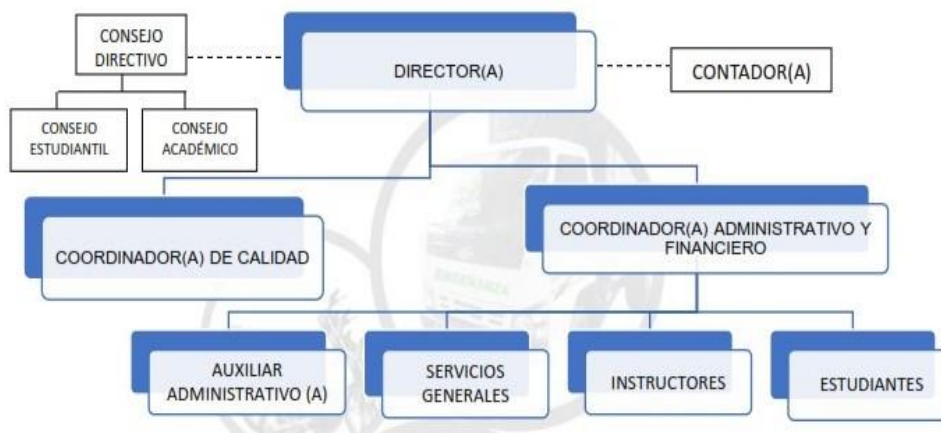 CONSEJO
DIRECTIVO
DIRECTOR(A)
CONTADOR(A)
CONSEJO
ESTUDIANTIL
CONSEJO
ACADÉMICO
COORDINADOR(A) DE CALIDAD
COORDINADOR(A) ADMINISTRATIVO Y
FINANCIERO
ENSEÑANZA
AUXILIAR
ADMINISTRATIVO (A)
SERVICIOS
GENERALES
INSTRUCTORES
ESTUDIANTES